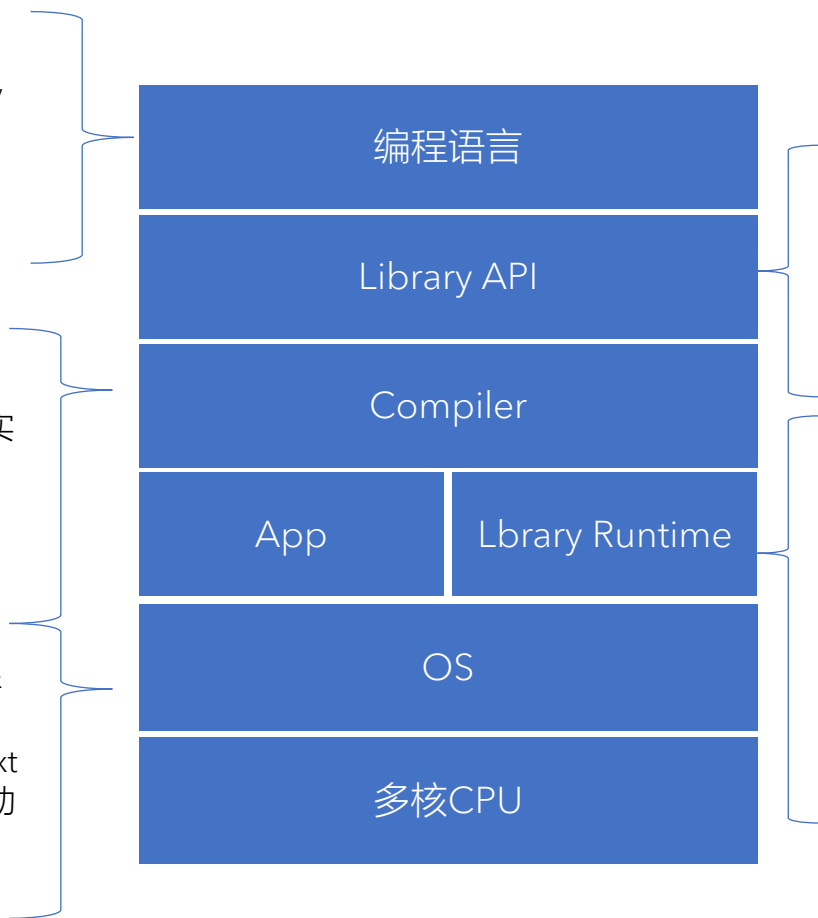 编程语言
Library API
Compiler
App
Lbrary Runtime
OS
多核CPU